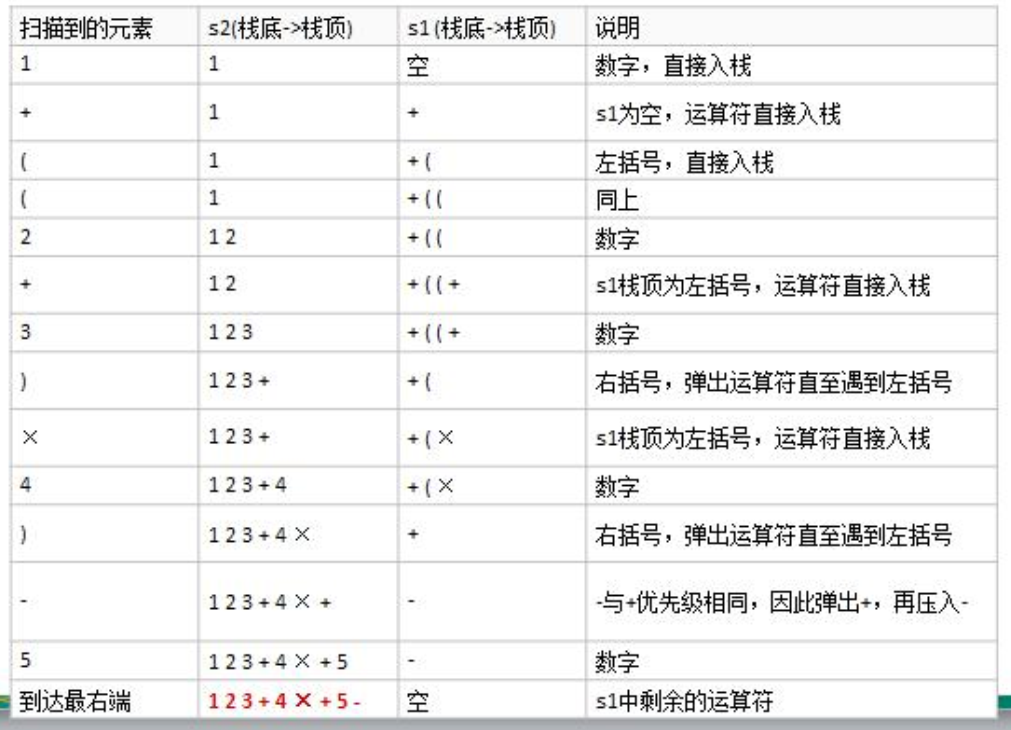 扫描到的元素 s2(栈底->栈顶) s1(栈底->栈顶) 说明
1 1 空 数字，直接入栈
+ 1 + s1为空，运算符直接入栈
( 1 +( 左括号，直接入栈
( 1 +(( 同上
2 1 2 +(( 数字
+ 1 2 +((+ s1栈顶为左括号，运算符直接入栈
3 1 2 3 +((+ 数字
) 1 2 3 + +( 右括号，弹出运算符直至遇到左括号
× 1 2 3 + +(× s1栈顶为左括号，运算符直接入栈
4 1 2 3 + 4 +(× 数字
) 1 2 3 + 4 × + 右括号，弹出运算符直至遇到左括号
- 1 2 3 + 4 × + - -与+优先级相同，因此弹出+，再压入-
5 1 2 3 + 4 × + 5 - 数字
到达最右端 1 2 3 + 4 × + 5 - 空 s1中剩余的运算符